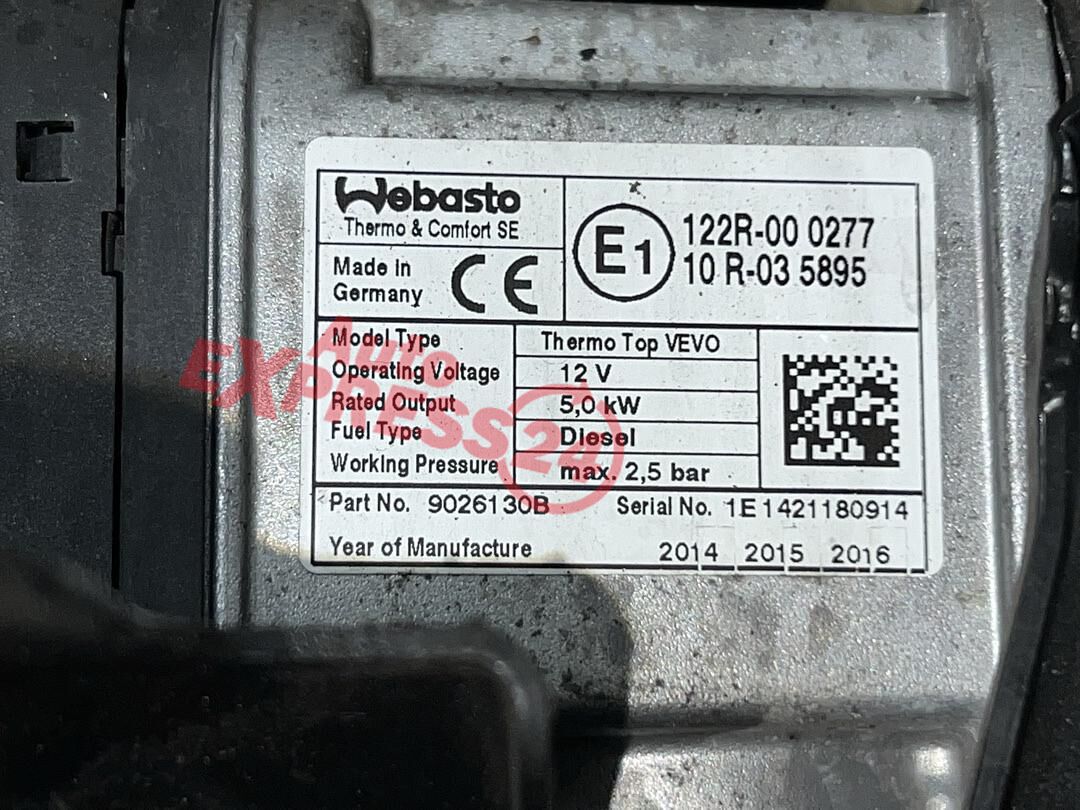 Webasto
Thermo & Comfort SE
Made in
Germany
CE
E1
122R-00 0277
10 R-03 5895
Model Type Thermo Top VEVO
Operating Voltage 12 V
Rated Output 5,0 kW
Fuel Type Diesel
Working Pressure max. 2,5 bar
Part No. 9026130B Serial No. 1E1421180914
Year of Manufacture 2014 2015 2016
Auto
EXPRESS24